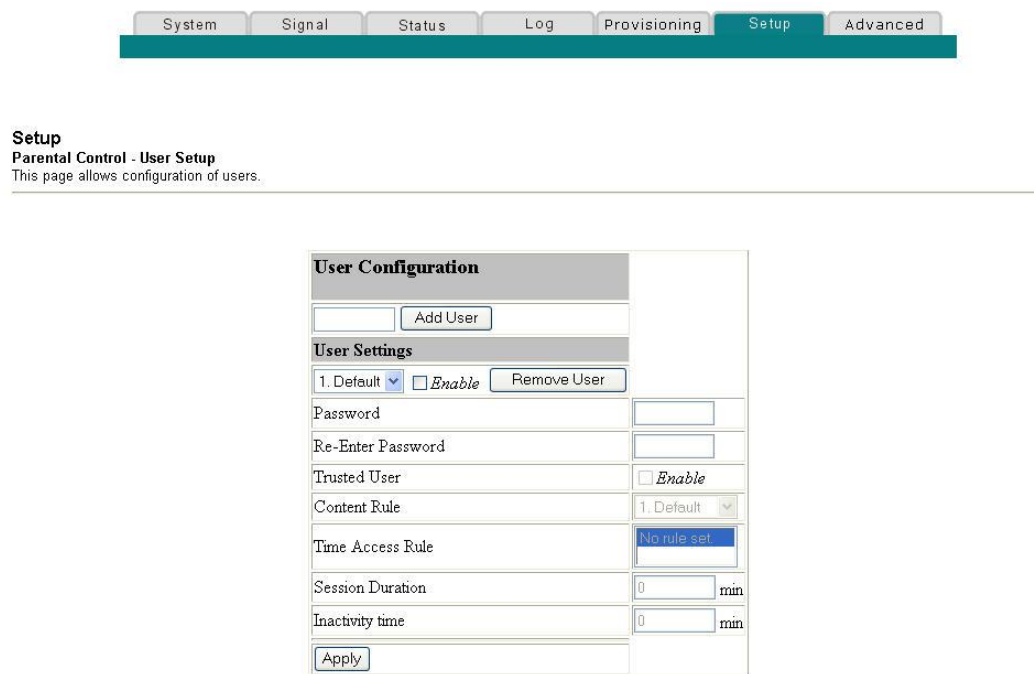 System Signal Status Log Provisioning Setup Advanced
Setup
Parental Control - User Setup
This page allows configuration of users.
User Configuration
Add User
User Settings
1. Default Enable Remove User
Password
Re-Enter Password
Trusted User Enable
Content Rule 1. Default
Time Access Rule No rule set.
Session Duration 0 min
Inactivity time 0 min
Apply